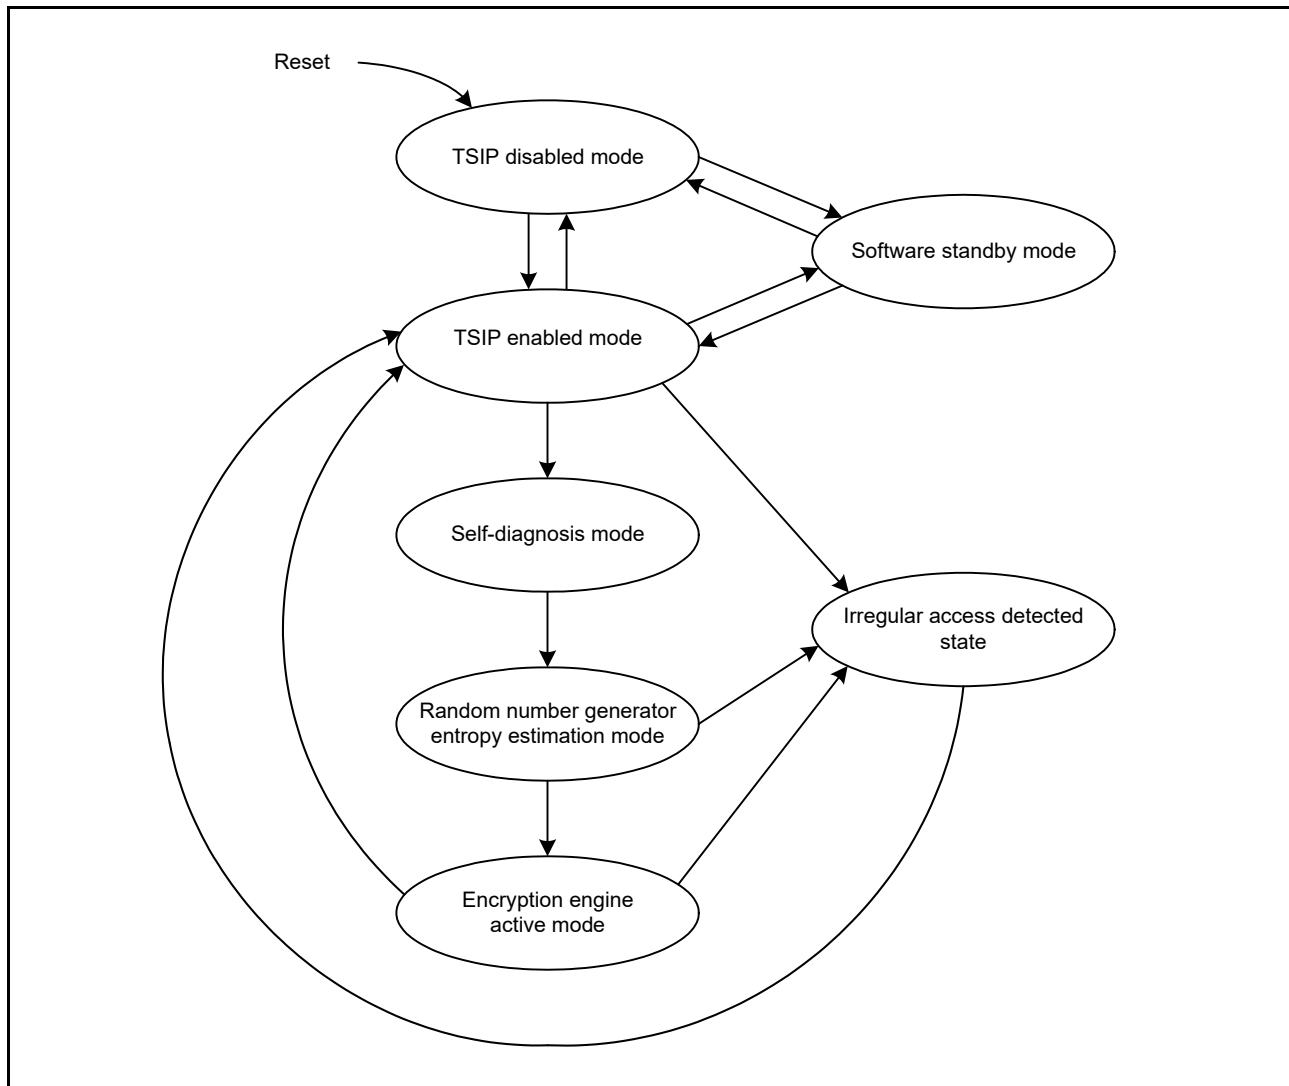 Reset
TSIP disabled mode
Software standby mode
TSIP enabled mode
Self-diagnosis mode
Irregular access detected
state
Random number generator
entropy estimation mode
Encryption engine
active mode